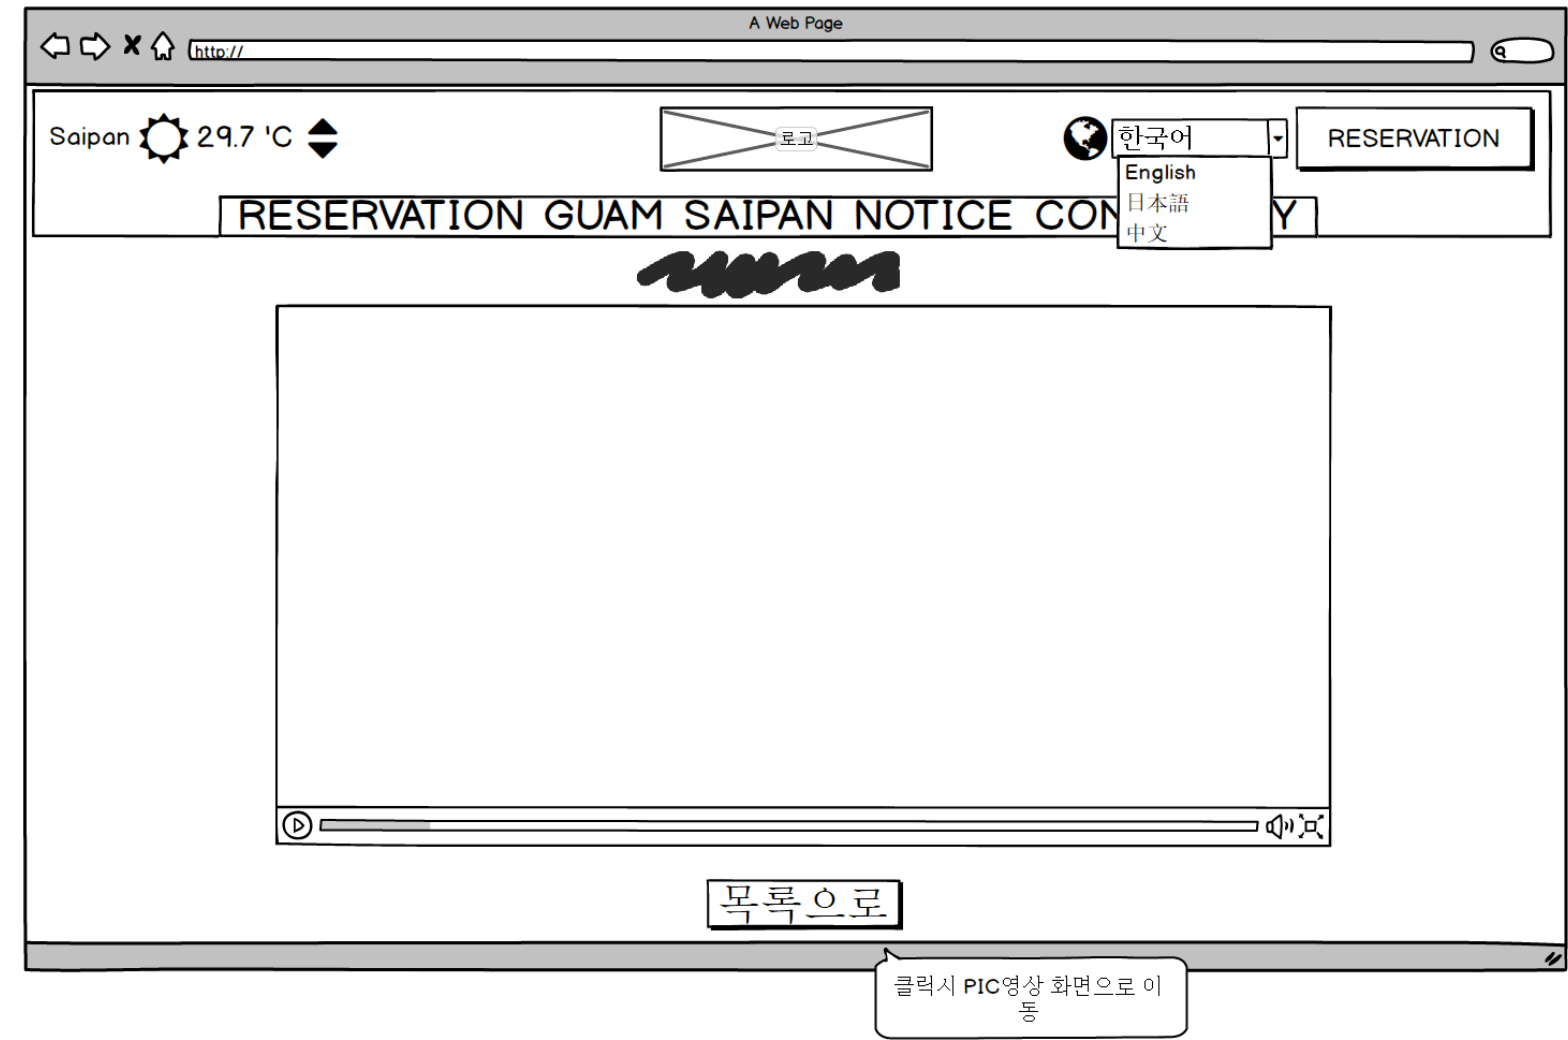 A Web Page
http://
Saipan 29.7 'C
로고
한국어
RESERVATION
English
日本語
中文
RESERVATION GUAM SAIPAN NOTICE
클릭시 PIC영상 화면으로 이
동
목록으로